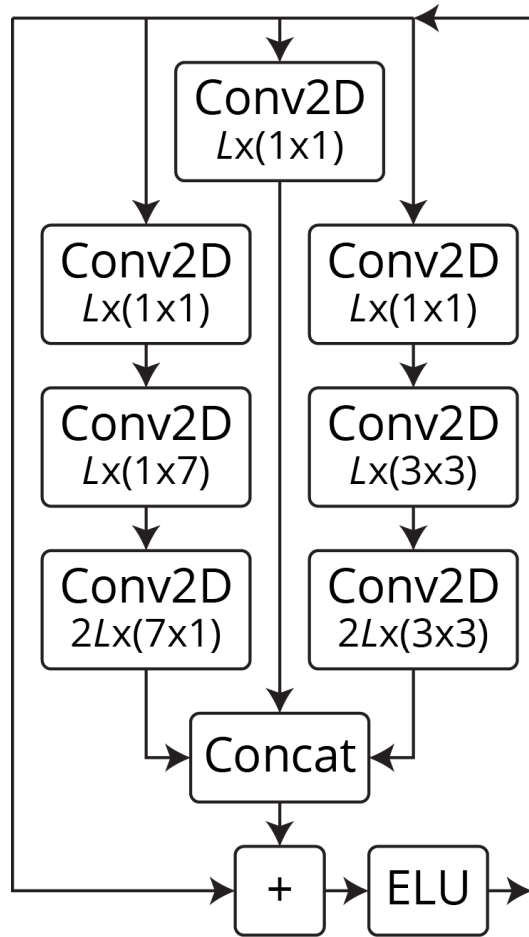 Conv2D
Lx(1x1)
Conv2D
Lx(1x1)
Conv2D
Lx(1x1)
Conv2D
Lx(1x7)
Conv2D
Lx(3x3)
Conv2D
2Lx(7x1)
Conv2D
2Lx(3x3)
Concat
+
ELU